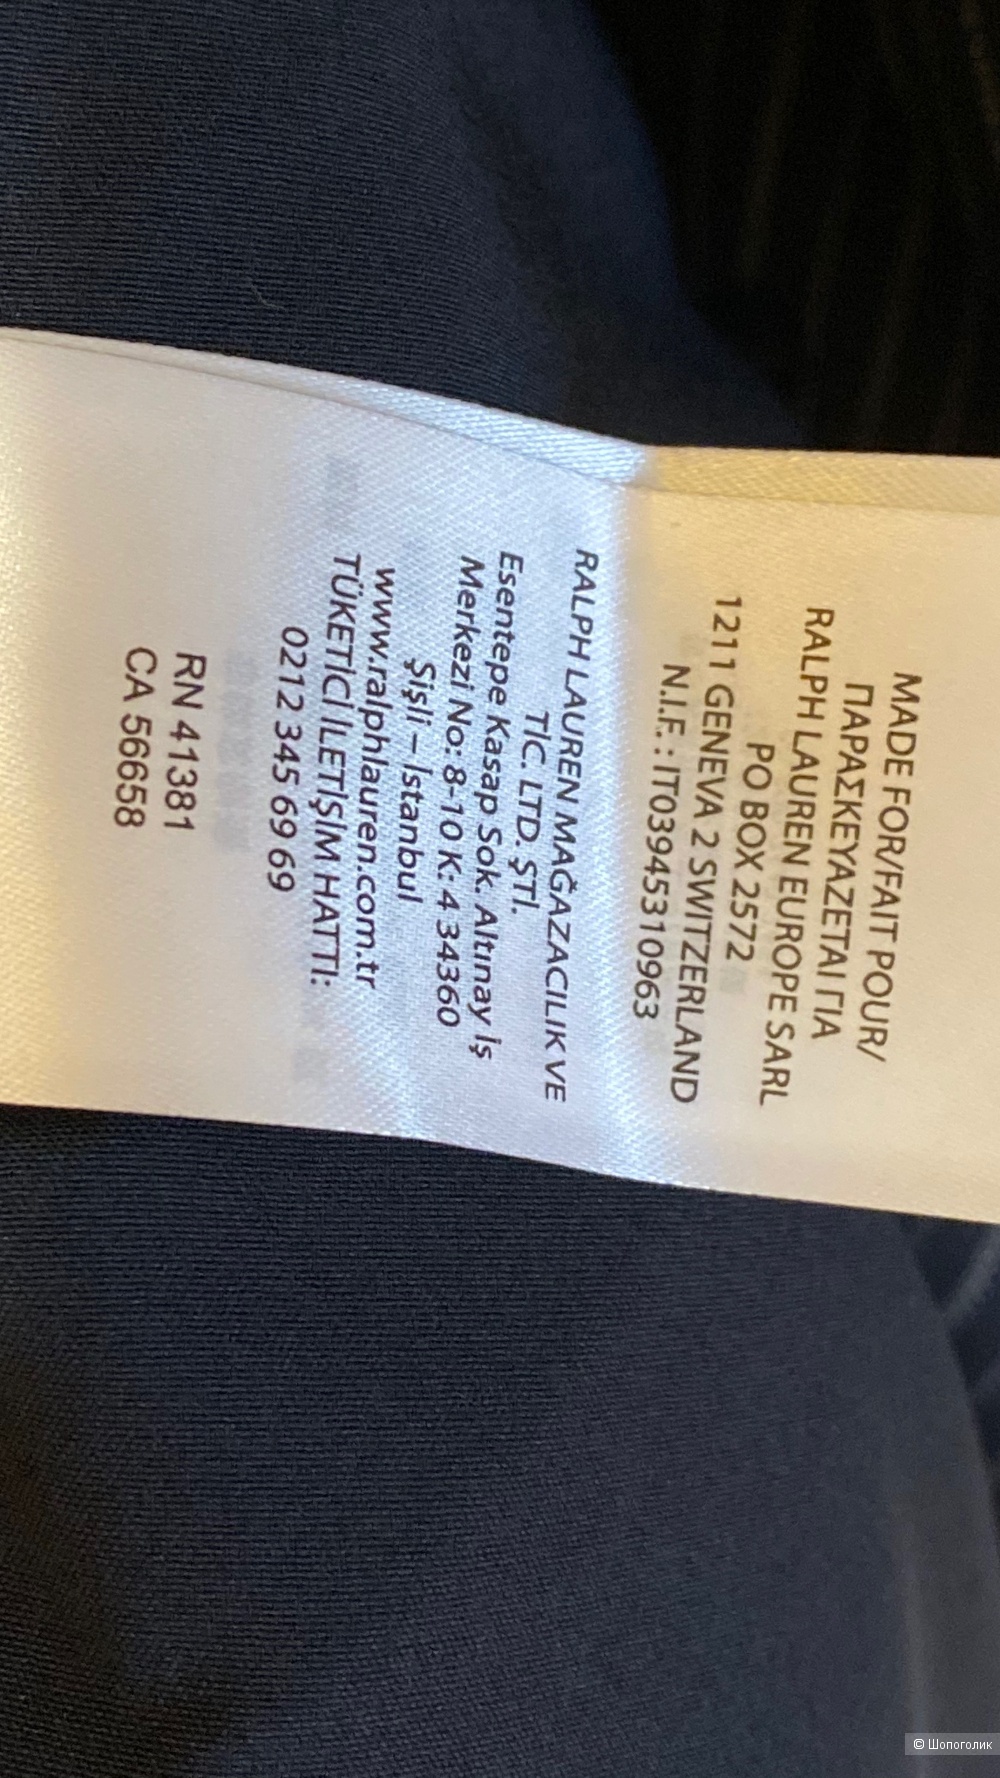 MADE FOR/FAIT POUR/
ΠΑΡΑΣΚΕΥΑΖΕΤΑΙ ΓΙΑ
RALPH LAUREN EUROPE SARL
PO BOX 2572
1211 GENEVA 2 SWITZERLAND
N.I.F. : IT03945310963
RALPH LAUREN MAĞAZACILIK VE
TİC. LTD. ŞTİ.
Esentepe Kasap Sok. Altınay İş
Merkezi No: 8-10 K: 4 34360
Şişli – İstanbul
www.ralphlauren.com.tr
TÜKETİCİ İLETİŞİM HATTI:
0212 345 69 69
RN 41381
CA 56658
© Шопоголик